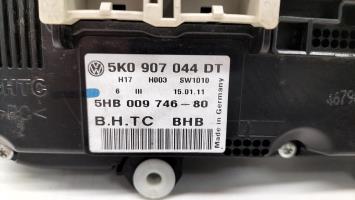 5K0 907 044 DT
H17 H003 SW1010
6 III 15.01.11
5HB 009 746-80
B.H.TC BHB
Made in Germany
.HTC